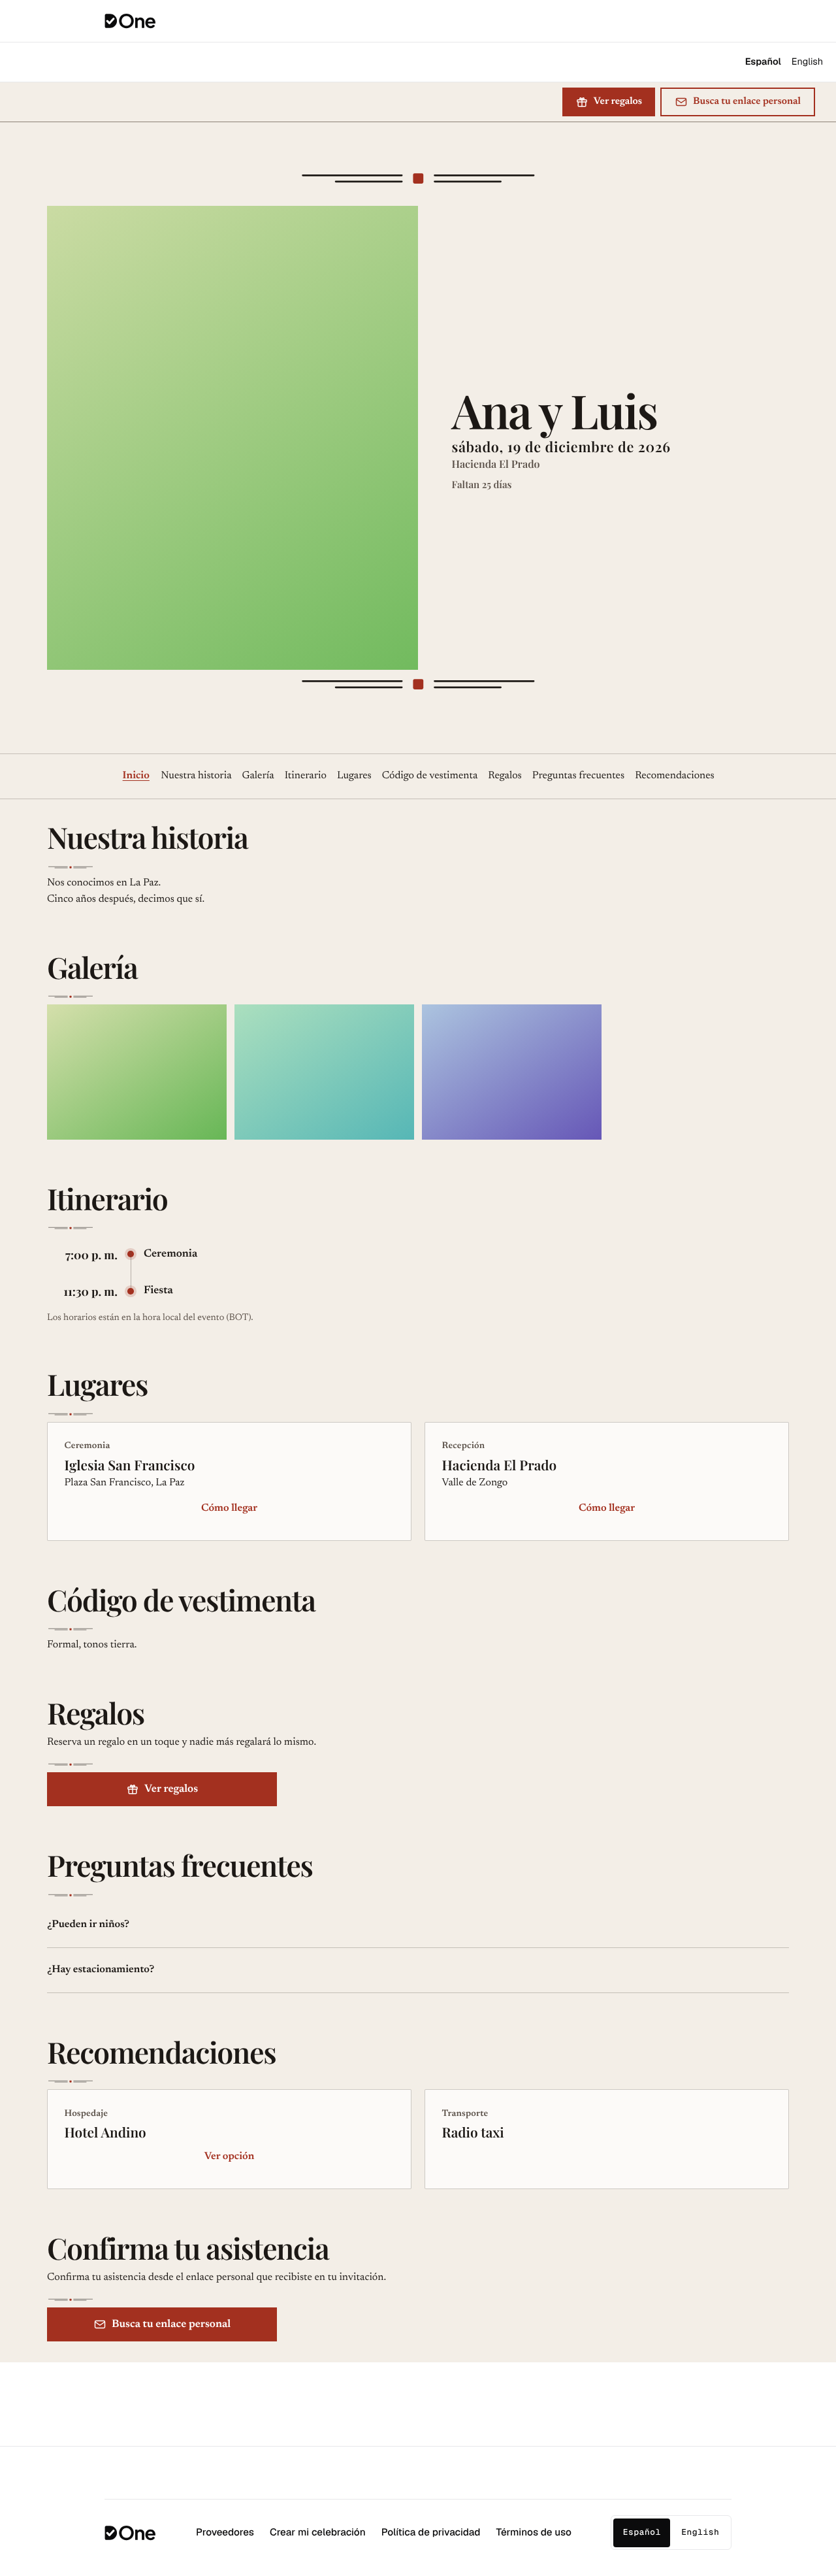 One
Español English
Ver regalos Busca tu enlace personal
Ana y Luis
sábado, 19 de diciembre de 2026
Hacienda El Prado
Faltan 25 días
Inicio Nuestra historia Galería Itinerario Lugares Código de vestimenta Regalos Preguntas frecuentes Recomendaciones
Nuestra historia
Nos conocimos en La Paz.
Cinco años después, decimos que sí.
Galería
Itinerario
7:00 p. m. Ceremonia
11:30 p. m. Fiesta
Los horarios están en la hora local del evento (BOT).
Lugares
Ceremonia
Iglesia San Francisco
Plaza San Francisco, La Paz
Cómo llegar
Recepción
Hacienda El Prado
Valle de Zongo
Cómo llegar
Código de vestimenta
Formal, tonos tierra.
Regalos
Reserva un regalo en un toque y nadie más regalará lo mismo.
Ver regalos
Preguntas frecuentes
¿Pueden ir niños?
¿Hay estacionamiento?
Recomendaciones
Hospedaje
Hotel Andino
Ver opción
Transporte
Radio taxi
Confirma tu asistencia
Confirma tu asistencia desde el enlace personal que recibiste en tu invitación.
Busca tu enlace personal
One
Proveedores Crear mi celebración Política de privacidad Términos de uso Español English